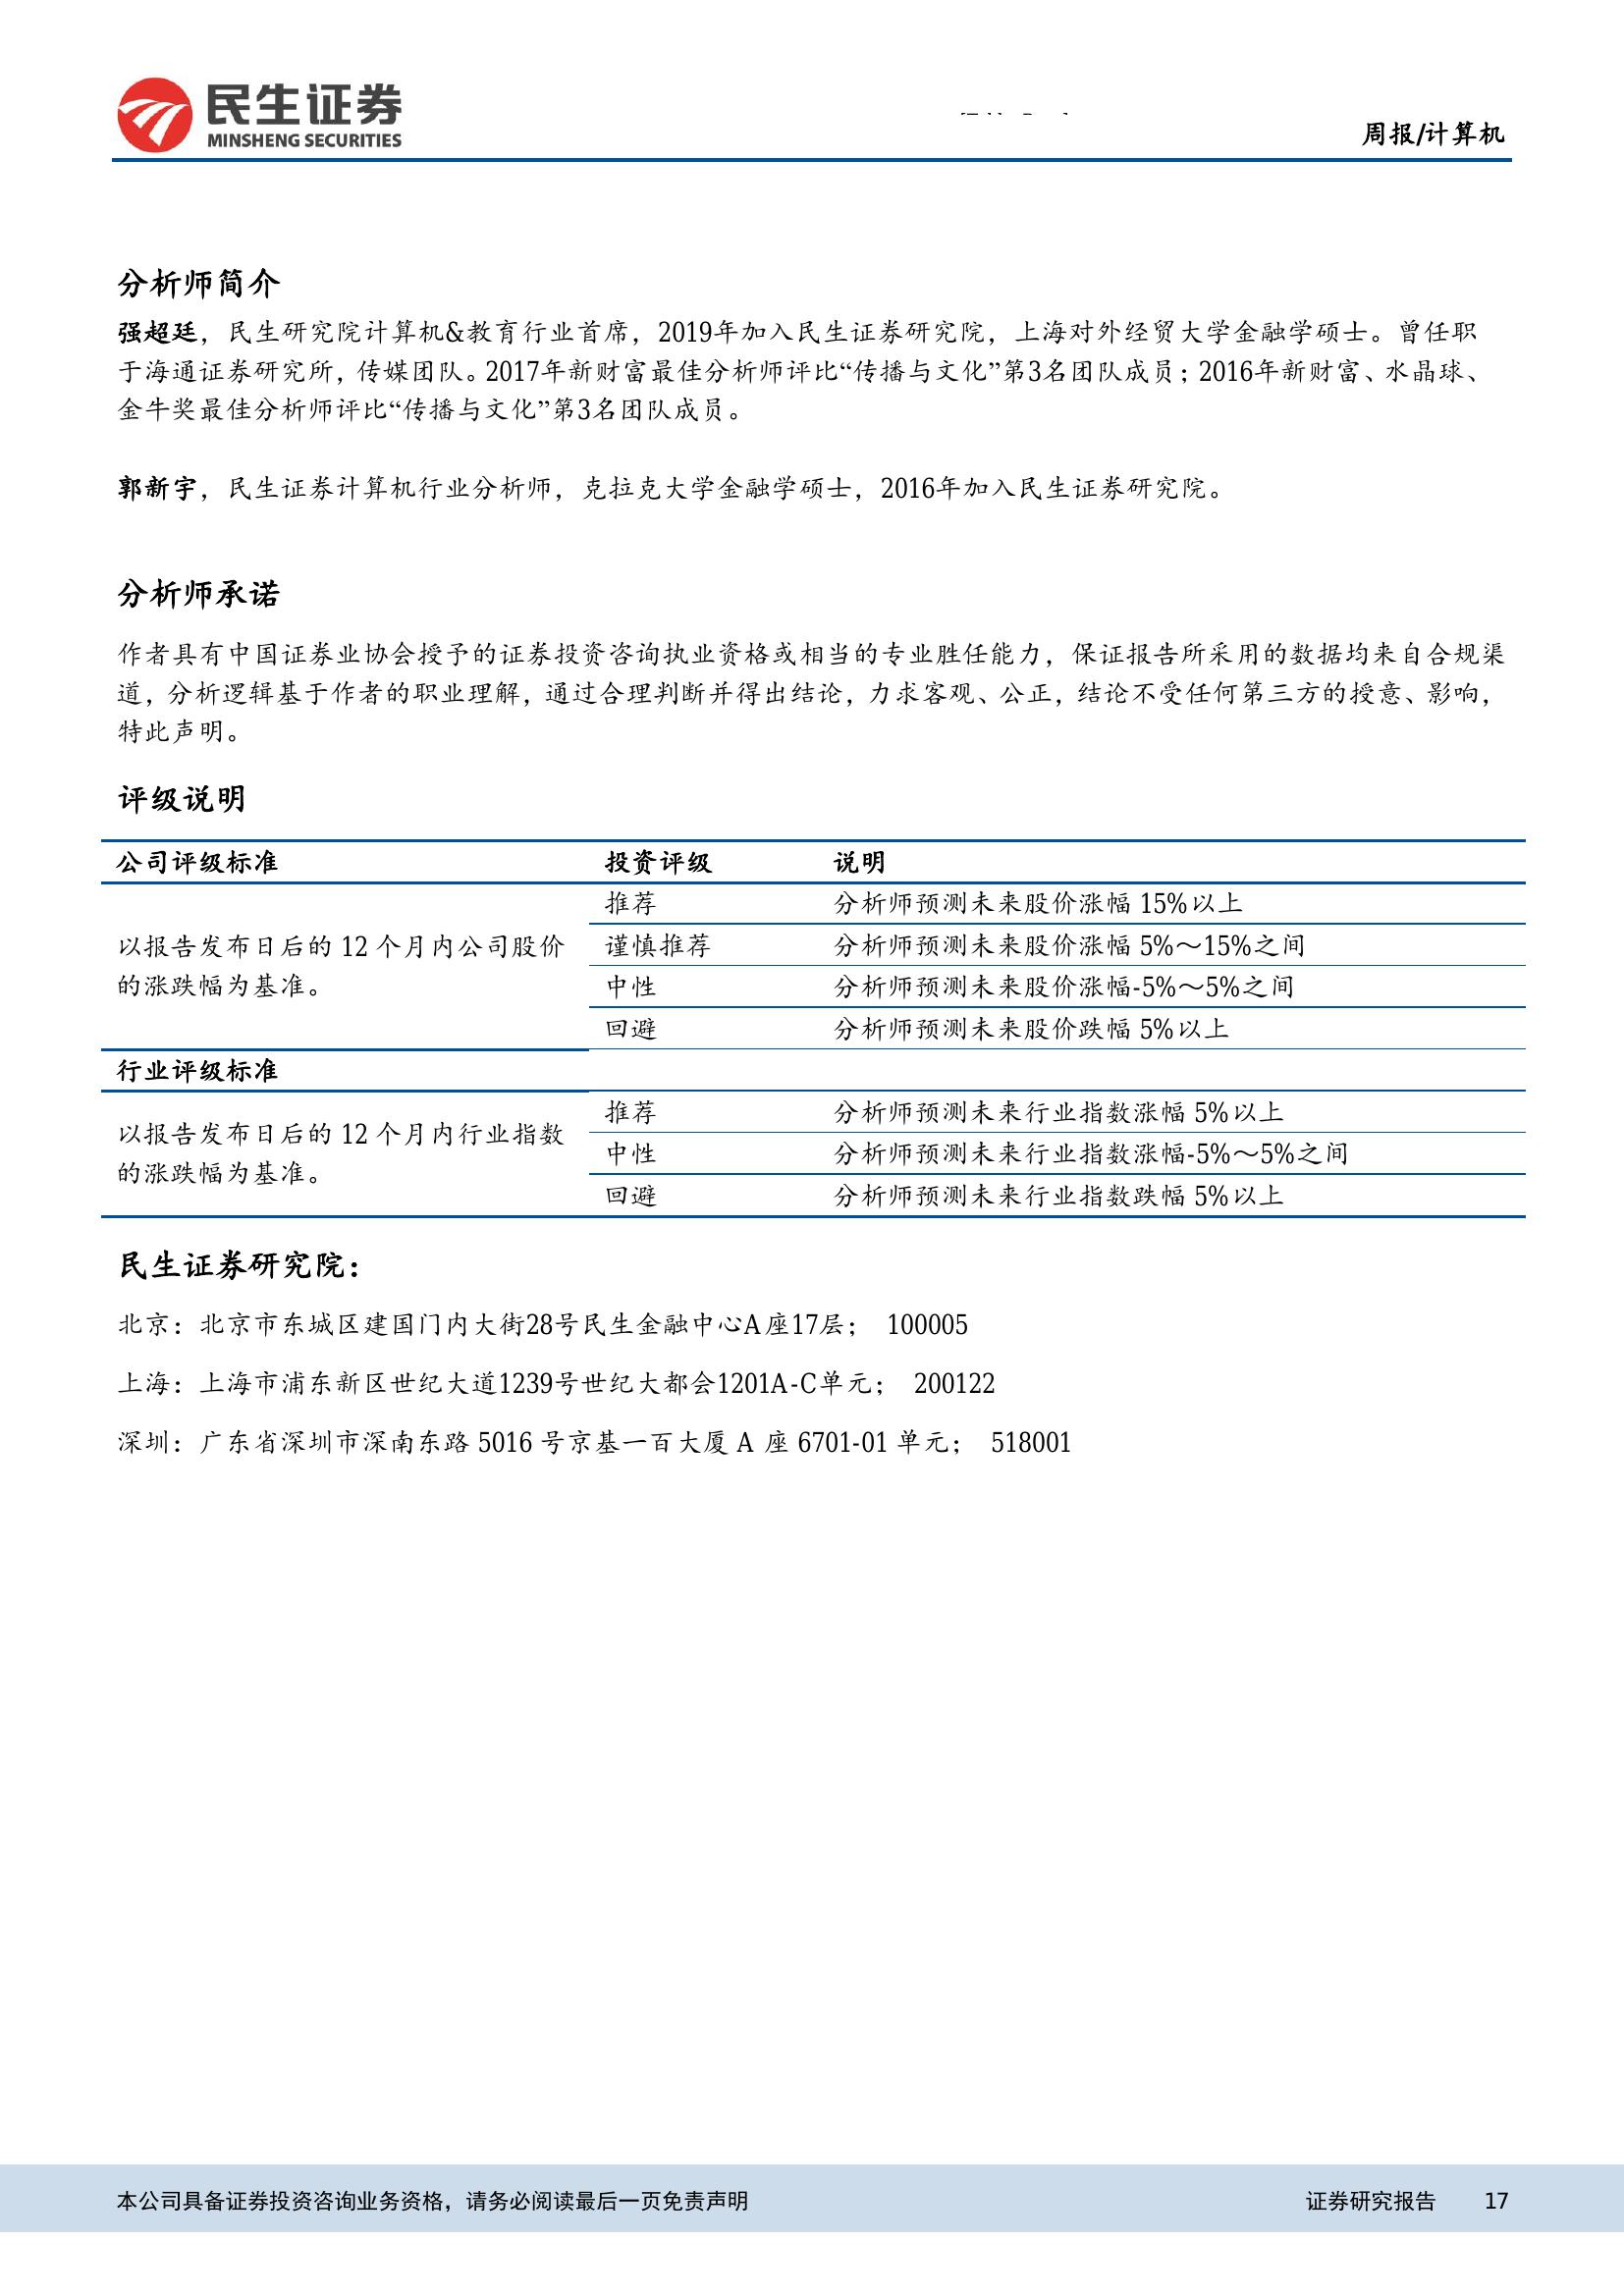 民生证券
MINSHENG SECURITIES
周报/计算机
分析师简介
强超廷，民生研究院计算机&教育行业首席，2019年加入民生证券研究院，上海对外经贸大学金融学硕士。曾任职
于海通证券研究所，传媒团队。2017年新财富最佳分析师评比“传播与文化”第3名团队成员；2016年新财富、水晶球、
金牛奖最佳分析师评比“传播与文化”第3名团队成员。
郭新宇，民生证券计算机行业分析师，克拉克大学金融学硕士，2016年加入民生证券研究院。
分析师承诺
作者具有中国证券业协会授予的证券投资咨询执业资格或相当的专业胜任能力，保证报告所采用的数据均来自合规渠
道，分析逻辑基于作者的职业理解，通过合理判断并得出结论，力求客观、公正，结论不受任何第三方的授意、影响，
特此声明。
评级说明
公司评级标准 投资评级 说明
以报告发布日后的 12 个月内公司股价
的涨跌幅为基准。
推荐 分析师预测未来股价涨幅 15%以上
谨慎推荐 分析师预测未来股价涨幅 5%～15%之间
中性 分析师预测未来股价涨幅-5%～5%之间
回避 分析师预测未来股价跌幅 5%以上
行业评级标准
以报告发布日后的 12 个月内行业指数
的涨跌幅为基准。
推荐 分析师预测未来行业指数涨幅 5%以上
中性 分析师预测未来行业指数涨幅-5%～5%之间
回避 分析师预测未来行业指数跌幅 5%以上
民生证券研究院：
北京：北京市东城区建国门内大街28号民生金融中心A座17层； 100005
上海：上海市浦东新区世纪大道1239号世纪大都会1201A-C单元； 200122
深圳：广东省深圳市深南东路 5016 号京基一百大厦 A 座 6701-01 单元； 518001
本公司具备证券投资咨询业务资格，请务必阅读最后一页免责声明 证券研究报告 17